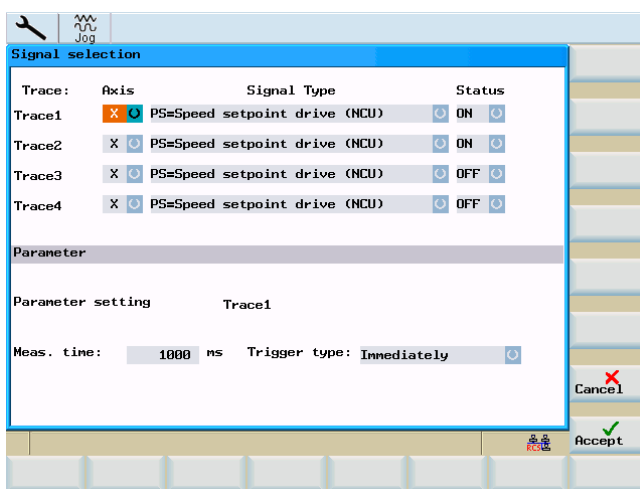 Jog
Signal selection
Trace: Axis Signal Type Status
Trace1 X PS=Speed setpoint drive (NCU) ON
Trace2 X PS=Speed setpoint drive (NCU) ON
Trace3 X PS=Speed setpoint drive (NCU) OFF
Trace4 X PS=Speed setpoint drive (NCU) OFF
Parameter
Parameter setting Trace1
Meas. time: 1000 ms Trigger type: Immediately
Cancel
RCS
Accept